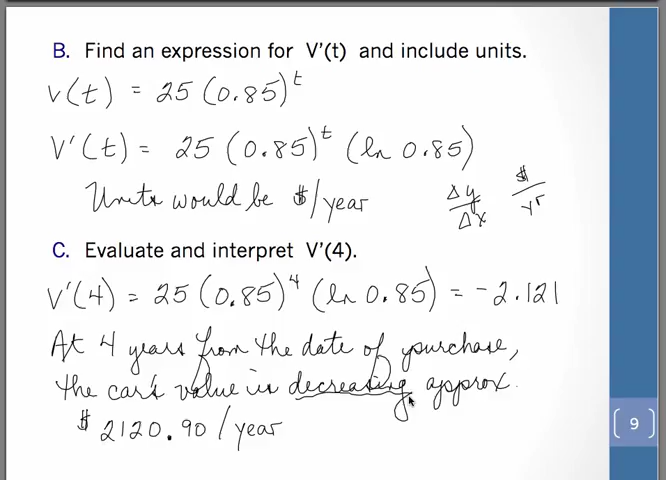 B. Find an expression for V'(t) and include units.
V(t) = 25 (0.85)^t
V'(t) = 25 (0.85)^t (ln 0.85)
Units would be $/year
Δy/Δx $/yr
C. Evaluate and interpret V'(4).
V'(4) = 25 (0.85)^4 (ln 0.85) = -2.121
At 4 years from the date of purchase,
the car's value is decreasing approx.
$2120.90/year
9